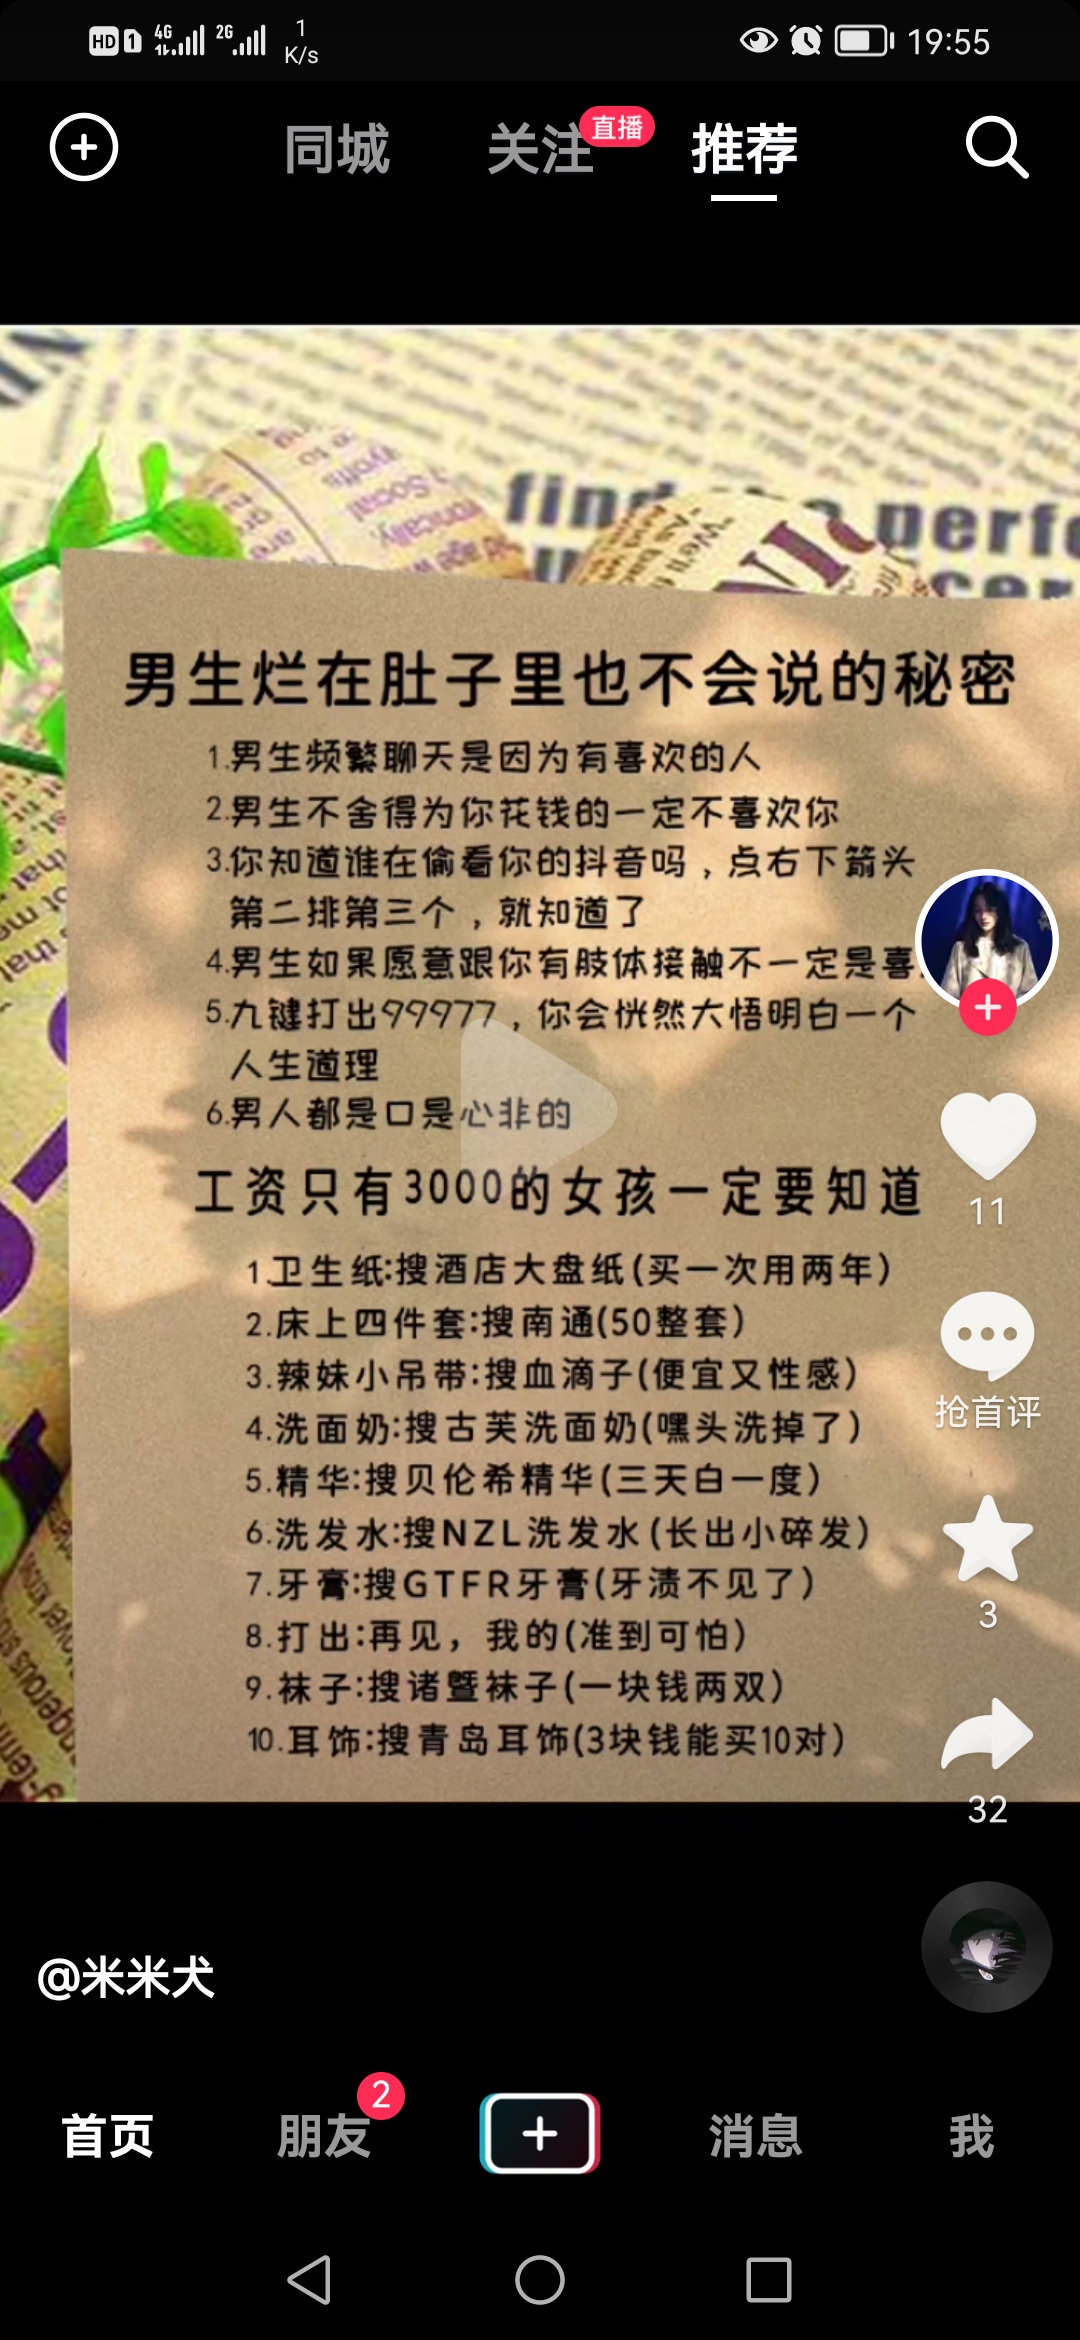 HD 1 4G 2G 1 K/s 19:55
同城 关注 直播 推荐
find the perfe
男生烂在肚子里也不会说的秘密
1.男生频繁聊天是因为有喜欢的人
2.男生不舍得为你花钱的一定不喜欢你
3.你知道谁在偷看你的抖音吗，点右下箭头
第二排第三个，就知道了
4.男生如果愿意跟你有肢体接触不一定是喜
5.九键打出99977，你会恍然大悟明白一个
人生道理
6.男人都是口是心非的
工资只有3000的女孩一定要知道
1.卫生纸:搜酒店大盘纸(买一次用两年)
2.床上四件套:搜南通(50整套)
3.辣妹小吊带:搜血滴子(便宜又性感)
4.洗面奶:搜古芙洗面奶(嘿头洗掉了)
5.精华:搜贝伦希精华(三天白一度)
6.洗发水:搜NZL洗发水(长出小碎发)
7.牙膏:搜GTFR牙膏(牙渍不见了)
8.打出:再见，我的(准到可怕)
9.袜子:搜诸暨袜子(一块钱两双)
10.耳饰:搜青岛耳饰(3块钱能买10对)
11
抢首评
3
32
@米米犬
首页 朋友 2 消息 我